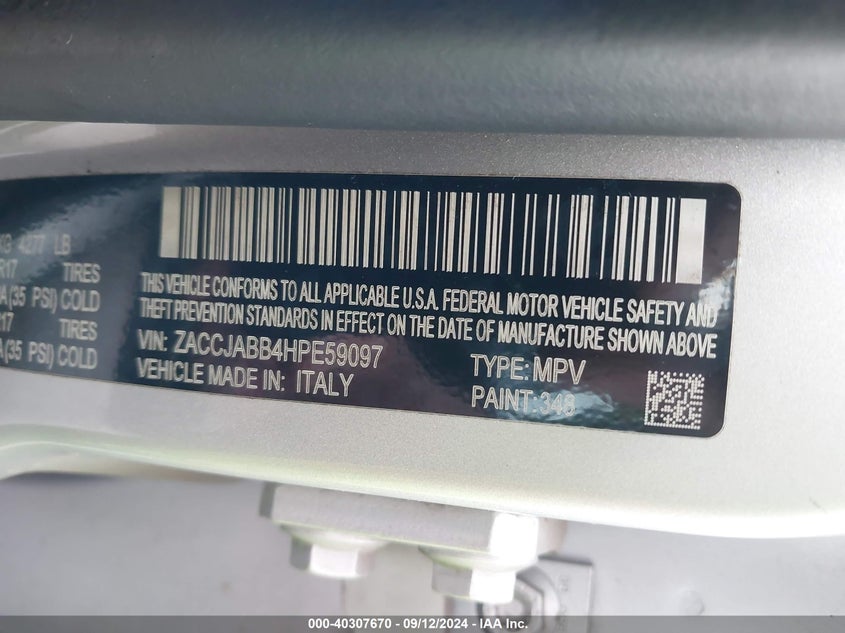 4277 LB
R17 TIRES
A(35 PSI) COLD
R17 TIRES
A(35 PSI) COLD
THIS VEHICLE CONFORMS TO ALL APPLICABLE U.S.A. FEDERAL MOTOR VEHICLE SAFETY AND
THEFT PREVENTION STANDARDS IN EFFECT ON THE DATE OF MANUFACTURE SHOWN ABOVE
VIN: ZACCJABB4HPE59097 TYPE: MPV
VEHICLE MADE IN: ITALY PAINT: 348
000-40307670 - 09/12/2024 - IAA Inc.